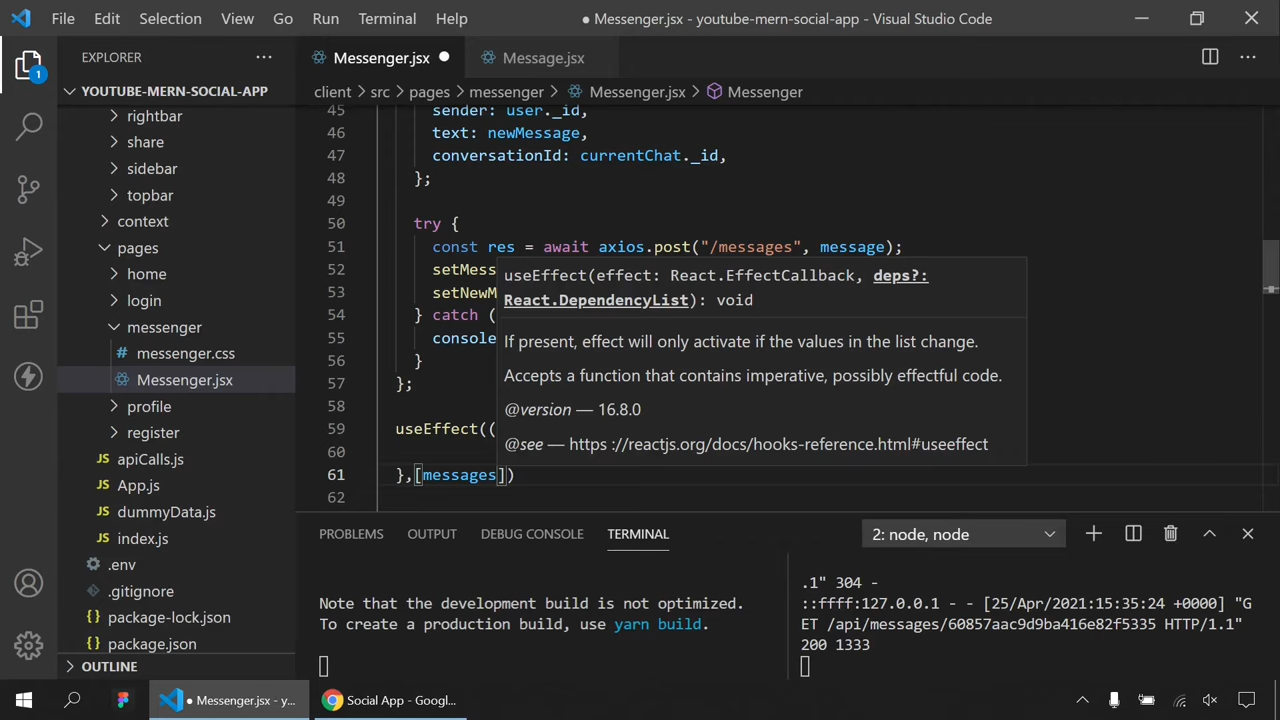 File Edit Selection View Go Run Terminal Help
● Messenger.jsx - youtube-mern-social-app - Visual Studio Code
EXPLORER
Messenger.jsx
Message.jsx
1
YOUTUBE-MERN-SOCIAL-APP
client > src > pages > messenger > Messenger.jsx > Messenger
rightbar
share
sidebar
topbar
context
pages
home
login
messenger
# messenger.css
Messenger.jsx
profile
register
JS apiCalls.js
JS App.js
JS dummyData.js
JS index.js
.env
.gitignore
{} package-lock.json
{} package.json
OUTLINE
45 sender: user._id,
46 text: newMessage,
47 conversationId: currentChat._id,
48 };
49
50 try {
51 const res = await axios.post("/messages", message);
52 setMess
53 setNewM
54 } catch (
55 console
56 }
57 };
58
59 useEffect((
60
61 },[messages])
62
useEffect(effect: React.EffectCallback, deps?:
React.DependencyList): void
If present, effect will only activate if the values in the list change.
Accepts a function that contains imperative, possibly effectful code.
@version — 16.8.0
@see — https ://reactjs.org/docs/hooks-reference.html#useeffect
PROBLEMS OUTPUT DEBUG CONSOLE TERMINAL
2: node, node
Note that the development build is not optimized.
To create a production build, use yarn build.
.1" 304 -
::ffff:127.0.0.1 - - [25/Apr/2021:15:35:24 +0000] "G
ET /api/messages/60857aac9d9ba416e82f5335 HTTP/1.1"
200 1333
● Messenger.jsx - y...
Social App - Googl...